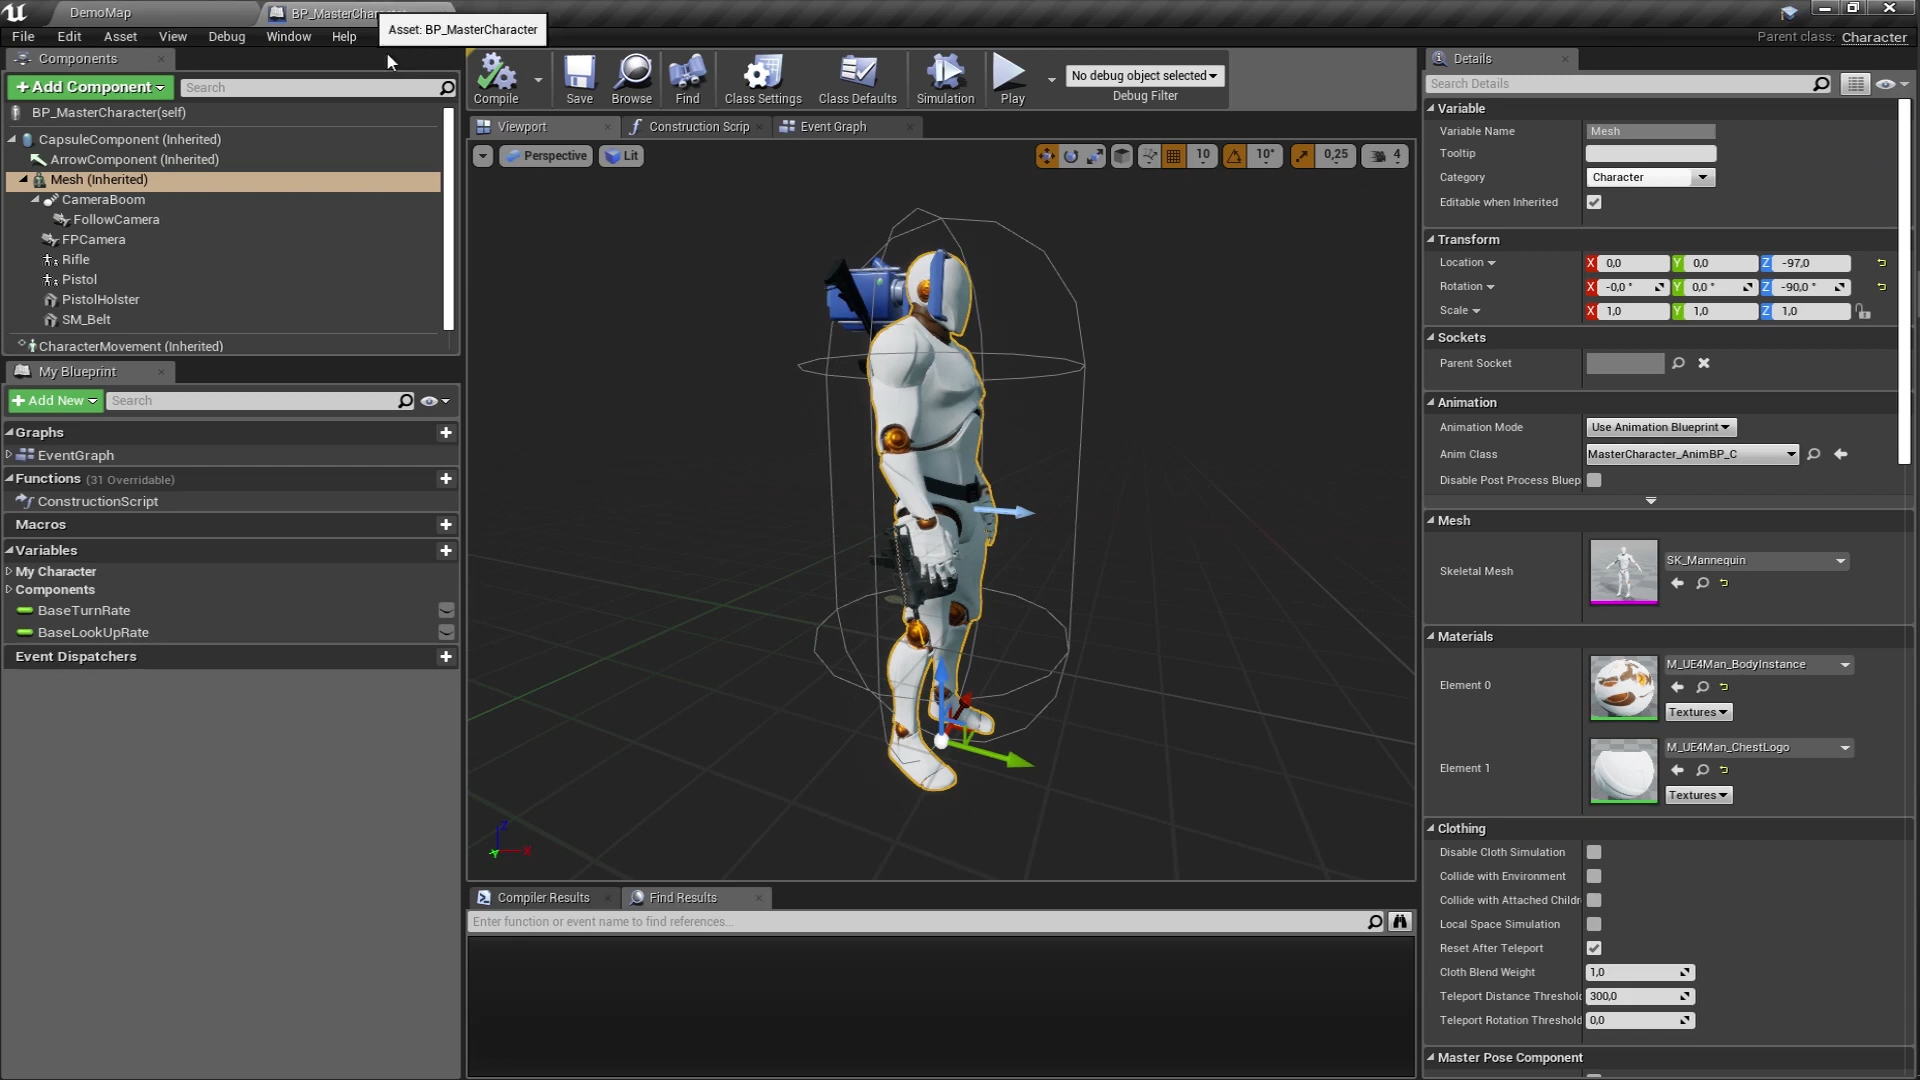 DemoMap
BP_MasterCharacter
Asset: BP_MasterCharacter
File Edit Asset View Debug Window Help
Parent class: Character
Components
+ Add Component
Search
BP_MasterCharacter(self)
CapsuleComponent (Inherited)
ArrowComponent (Inherited)
Mesh (Inherited)
CameraBoom
FollowCamera
FPCamera
Rifle
Pistol
PistolHolster
SM_Belt
CharacterMovement (Inherited)
My Blueprint
+ Add New
Search
Graphs
EventGraph
Functions (31 Overridable)
ConstructionScript
Macros
Variables
My Character
Components
BaseTurnRate
BaseLookUpRate
Event Dispatchers
Compile
Save
Browse
Find
Class Settings
Class Defaults
Simulation
Play
No debug object selected
Debug Filter
Viewport
Construction Scrip
Event Graph
Perspective
Lit
10
10°
0,25
4
Z
X
Y
Compiler Results
Find Results
Enter function or event name to find references...
Details
Search Details
Variable
Variable Name Mesh
Tooltip
Category Character
Editable when Inherited
Transform
Location X 0,0 Y 0,0 Z -97,0
Rotation X -0,0 ° Y 0,0 ° Z -90,0 °
Scale X 1,0 Y 1,0 Z 1,0
Sockets
Parent Socket
Animation
Animation Mode Use Animation Blueprint
Anim Class MasterCharacter_AnimBP_C
Disable Post Process Bluep
Mesh
Skeletal Mesh
SK_Mannequin
Materials
Element 0
M_UE4Man_BodyInstance
Textures
Element 1
M_UE4Man_ChestLogo
Textures
Clothing
Disable Cloth Simulation
Collide with Environment
Collide with Attached Childr
Local Space Simulation
Reset After Teleport
Cloth Blend Weight 1,0
Teleport Distance Threshold 300,0
Teleport Rotation Threshold 0,0
Master Pose Component